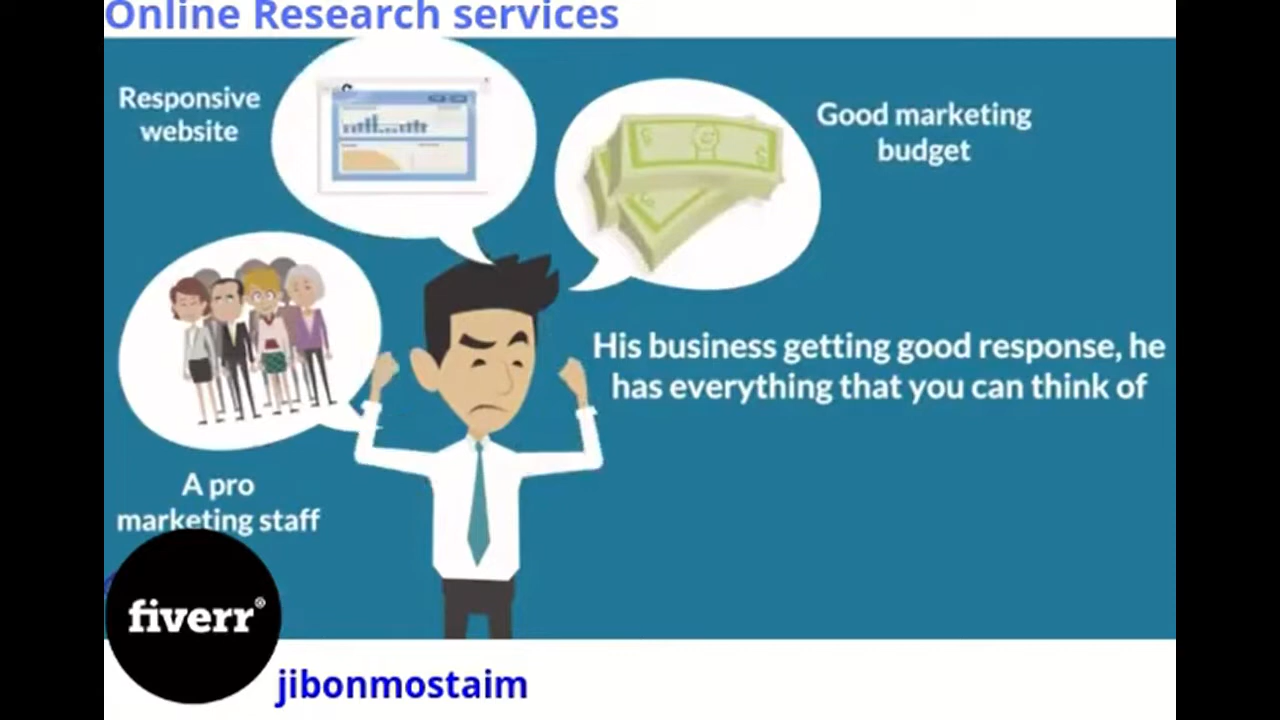 Online Research services
Responsive
website
Good marketing
budget
His business getting good response, he
has everything that you can think of
A pro
marketing staff
fiverr®
jibonmostaim